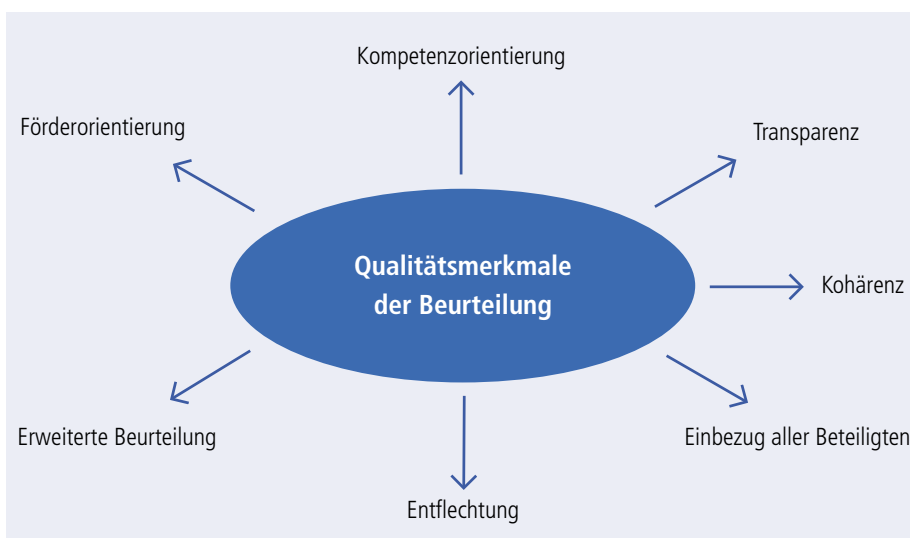 Kompetenzorientierung
Förderorientierung
Transparenz
Qualitätsmerkmale
der Beurteilung
Kohärenz
Erweiterte Beurteilung
Einbezug aller Beteiligten
Entflechtung